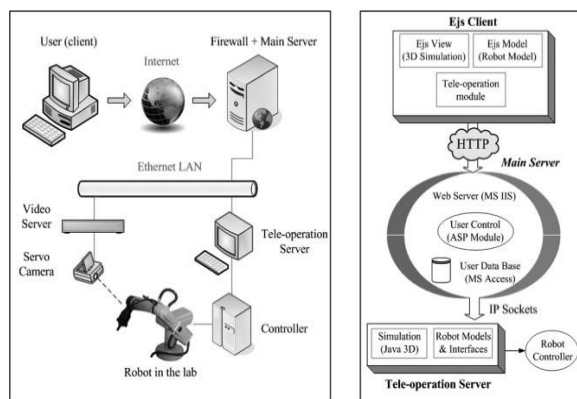 User (client)
Internet
Firewall + Main Server
Ethernet LAN
Video
Server
Tele-operation
Server
Servo
Camera
Controller
Robot in the lab
Ejs Client
Ejs View
(3D Simulation)
Ejs Model
(Robot Model)
Tele-operation
module
HTTP
Main Server
Web Server (MS IIS)
User Control
(ASP Module)
User Data Base
(MS Access)
IP Sockets
Simulation
(Java 3D)
Robot Models
& Interfaces
Robot
Controller
Tele-operation Server